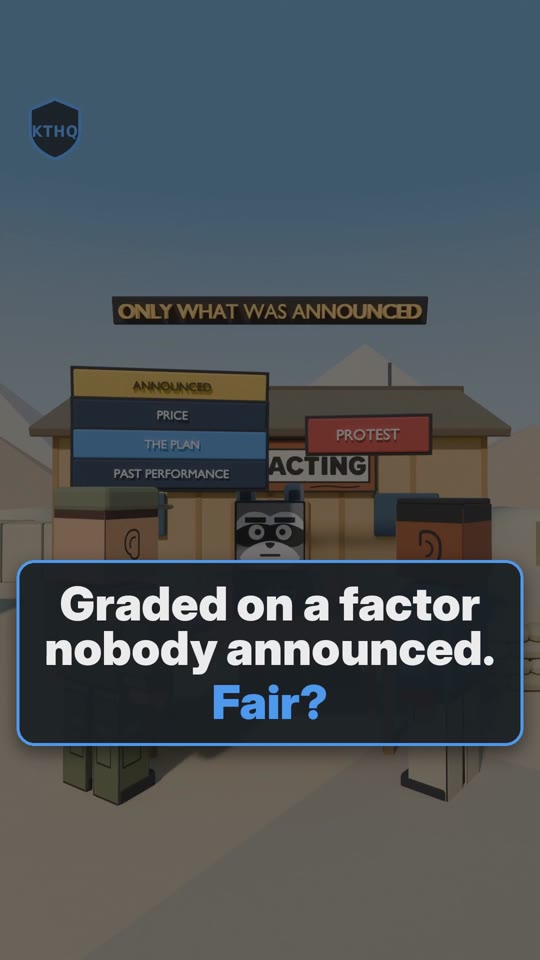 KTHQ
ONLY WHAT WAS ANNOUNCED
ANNOUNCED
PRICE
THE PLAN
PAST PERFORMANCE
PROTEST
ACTING
Graded on a factor
nobody announced.
Fair?